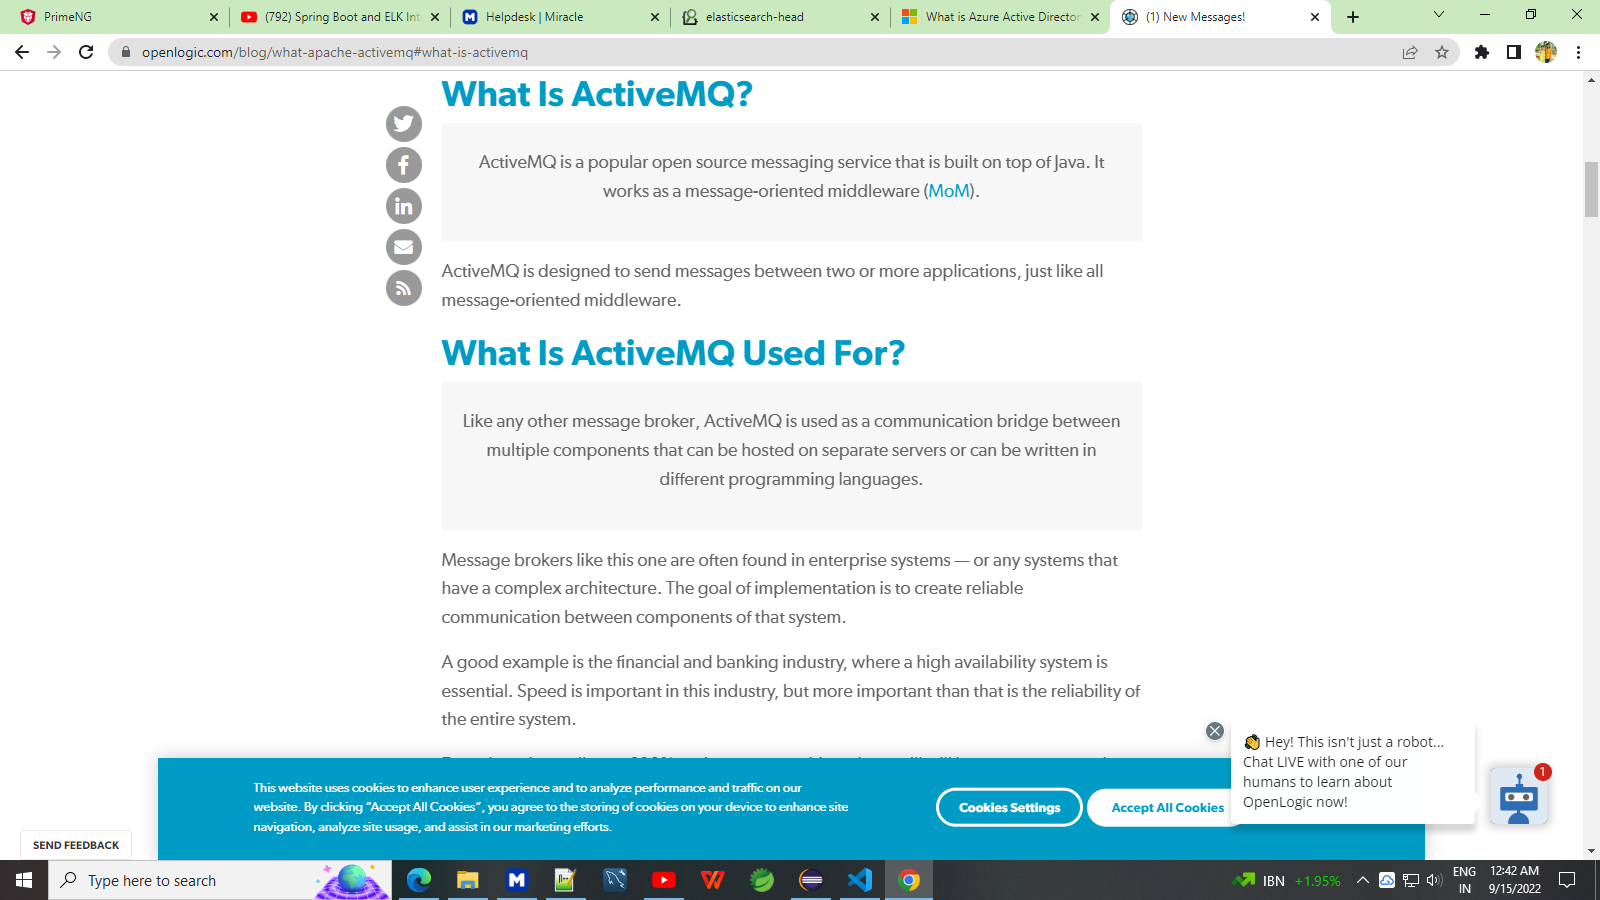 PrimeNG
(792) Spring Boot and ELK Int
Helpdesk | Miracle
elasticsearch-head
What is Azure Active Director
(1) New Messages!
openlogic.com/blog/what-apache-activemq#what-is-activemq
What Is ActiveMQ?
ActiveMQ is a popular open source messaging service that is built on top of Java. It
works as a message-oriented middleware (MoM).
ActiveMQ is designed to send messages between two or more applications, just like all
message-oriented middleware.
What Is ActiveMQ Used For?
Like any other message broker, ActiveMQ is used as a communication bridge between
multiple components that can be hosted on separate servers or can be written in
different programming languages.
Message brokers like this one are often found in enterprise systems — or any systems that
have a complex architecture. The goal of implementation is to create reliable
communication between components of that system.
A good example is the financial and banking industry, where a high availability system is
essential. Speed is important in this industry, but more important than that is the reliability of
the entire system.
This website uses cookies to enhance user experience and to analyze performance and traffic on our
website. By clicking “Accept All Cookies”, you agree to the storing of cookies on your device to enhance site
navigation, analyze site usage, and assist in our marketing efforts.
Cookies Settings
Accept All Cookies
Hey! This isn't just a robot...
Chat LIVE with one of our
humans to learn about
OpenLogic now!
1
SEND FEEDBACK
Type here to search
IBN +1.95%
ENG
IN
12:42 AM
9/15/2022